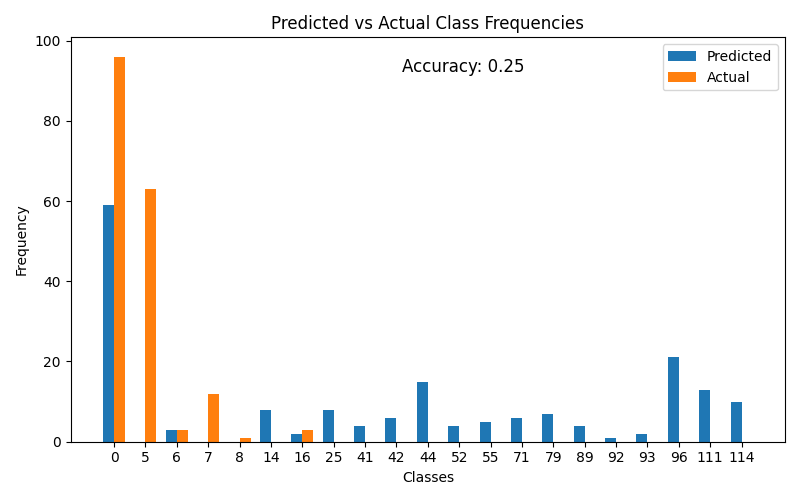 Predicted vs Actual Class Frequencies
Accuracy: 0.25
Predicted
Actual
Frequency
100
80
60
40
20
0
0 5 6 7 8 14 16 25 41 42 44 52 55 71 79 89 92 93 96 111 114
Classes